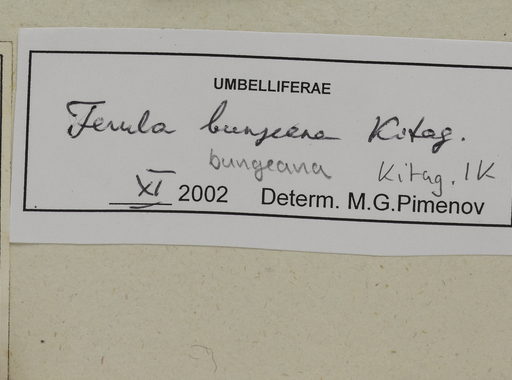 UMBELLIFERAE
Ferula bungeana Kitag.
bungeana Kitag. IK
XI 2002 Determ. M.G.Pimenov